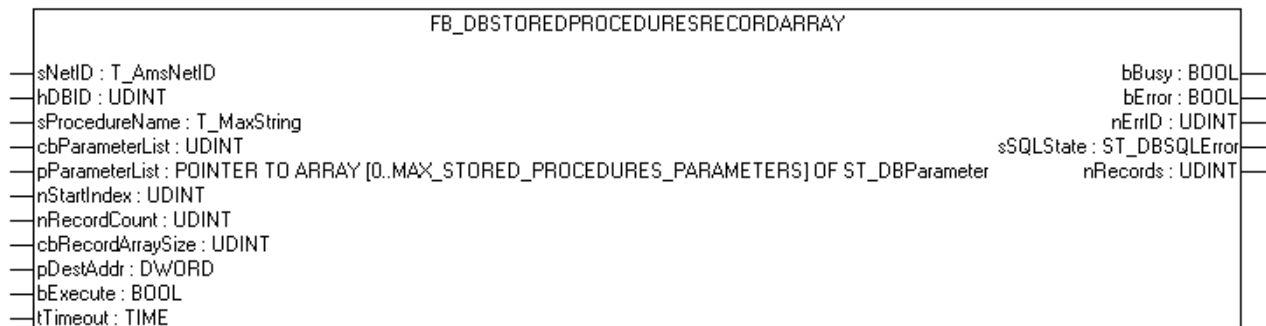 FB_DBSTOREDPROCEDURESRECORDARRAY
sNetID : T_AmsNetID bBusy : BOOL
hDBID : UDINT bError : BOOL
sProcedureName : T_MaxString nErrID : UDINT
cbParameterList : UDINT sSQLState : ST_DBSQLError
pParameterList : POINTER TO ARRAY [0..MAX_STORED_PROCEDURES_PARAMETERS] OF ST_DBParameter nRecords : UDINT
nStartIndex : UDINT
nRecordCount : UDINT
cbRecordArraySize : UDINT
pDestAddr : DWORD
bExecute : BOOL
tTimeout : TIME